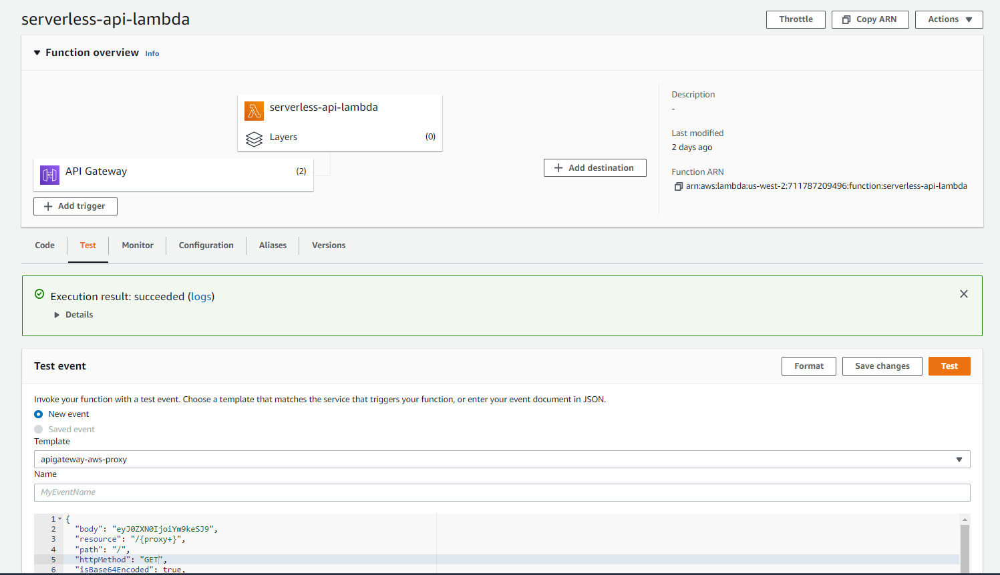 serverless-api-lambda
Throttle
Copy ARN
Actions
Function overview Info
serverless-api-lambda
Layers
(0)
API Gateway
(2)
Add trigger
Add destination
Description
-
Last modified
2 days ago
Function ARN
arn:aws:lambda:us-west-2:711787209496:function:serverless-api-lambda
Code
Test
Monitor
Configuration
Aliases
Versions
Execution result: succeeded (logs)
Details
Test event
Format
Save changes
Test
Invoke your function with a test event. Choose a template that matches the service that triggers your function, or enter your event document in JSON.
New event
Saved event
Template
apigateway-aws-proxy
Name
MyEventName
1 {
2 "body": "eyJ0ZXN0IjoiYm9keSJ9",
3 "resource": "/{proxy+}",
4 "path": "/",
5 "httpMethod": "GET",
6 "isBase64Encoded": true,